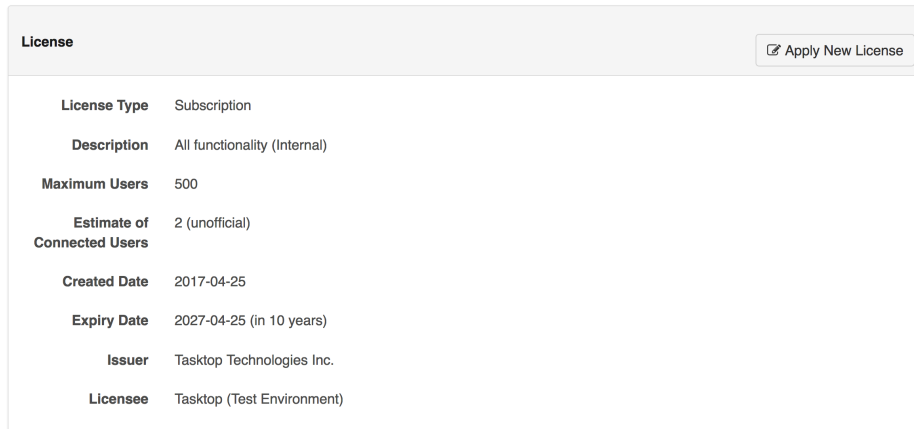 License
Apply New License
License Type Subscription
Description All functionality (Internal)
Maximum Users 500
Estimate of 2 (unofficial)
Connected Users
Created Date 2017-04-25
Expiry Date 2027-04-25 (in 10 years)
Issuer Tasktop Technologies Inc.
Licensee Tasktop (Test Environment)